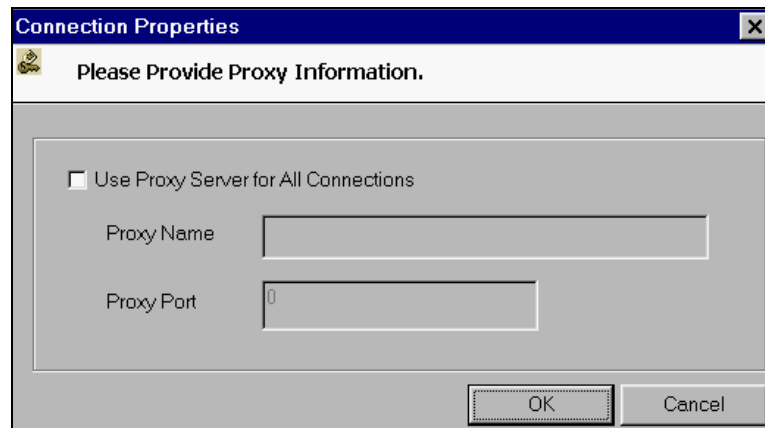 Connection Properties
Please Provide Proxy Information.
Use Proxy Server for All Connections
Proxy Name
Proxy Port
0
OK
Cancel